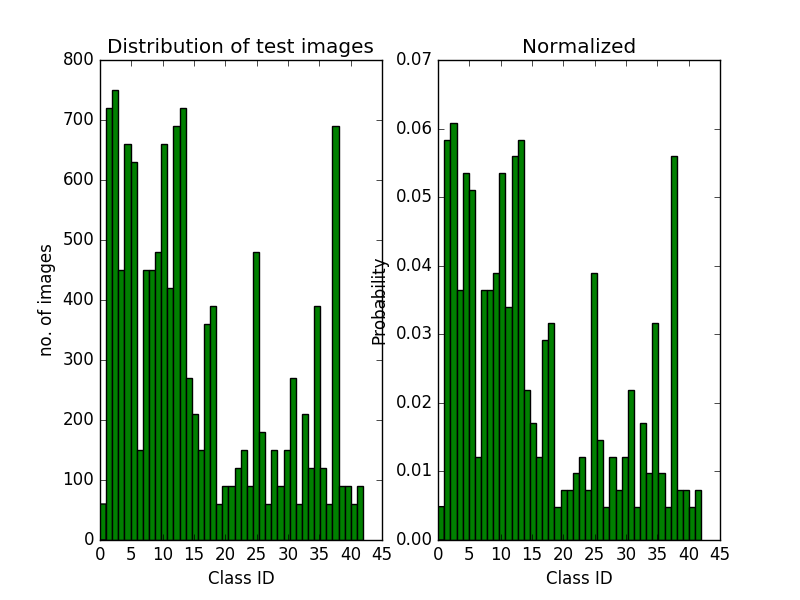 Distribution of test images
800
700
600
500
400
300
200
100
0
no. of images
0 5 10 15 20 25 30 35 40 45
Class ID
Normalized
0.07
0.06
0.05
0.04
0.03
0.02
0.01
0.00
Probability
0 5 10 15 20 25 30 35 40 45
Class ID